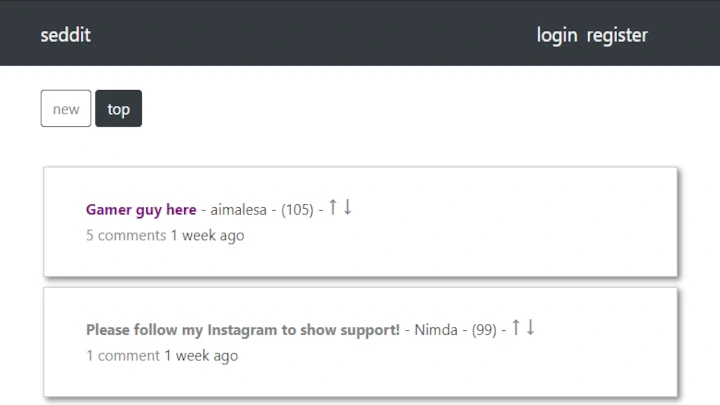 seddit login register
new top
Gamer guy here - aimalesa - (105) - ↑ ↓
5 comments 1 week ago
Please follow my Instagram to show support! - Nimda - (99) - ↑ ↓
1 comment 1 week ago